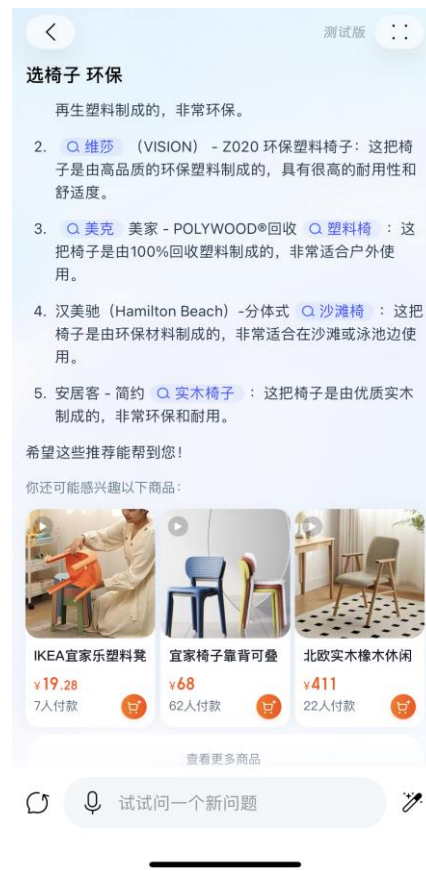 测试版
选椅子 环保
再生塑料制成的，非常环保。
2. 维莎 （VISION） - Z020 环保塑料椅子：这把椅
子是由高品质的环保塑料制成的，具有很高的耐用性和
舒适度。
3. 美克 美家 - POLYWOOD®回收 塑料椅 ：这
把椅子是由100%回收塑料制成的，非常适合户外使
用。
4. 汉美驰（Hamilton Beach）-分体式 沙滩椅 ：这把
椅子是由环保材料制成的，非常适合在沙滩或泳池边使
用。
5. 安居客 - 简约 实木椅子 ：这把椅子是由优质实木
制成的，非常环保和耐用。
希望这些推荐能帮到您！
你还可能感兴趣以下商品：
IKEA宜家乐塑料凳 宜家椅子靠背可叠 北欧实木橡木休闲
¥19.28 ¥68 ¥411
7人付款 62人付款 22人付款
查看更多商品
试试问一个新问题